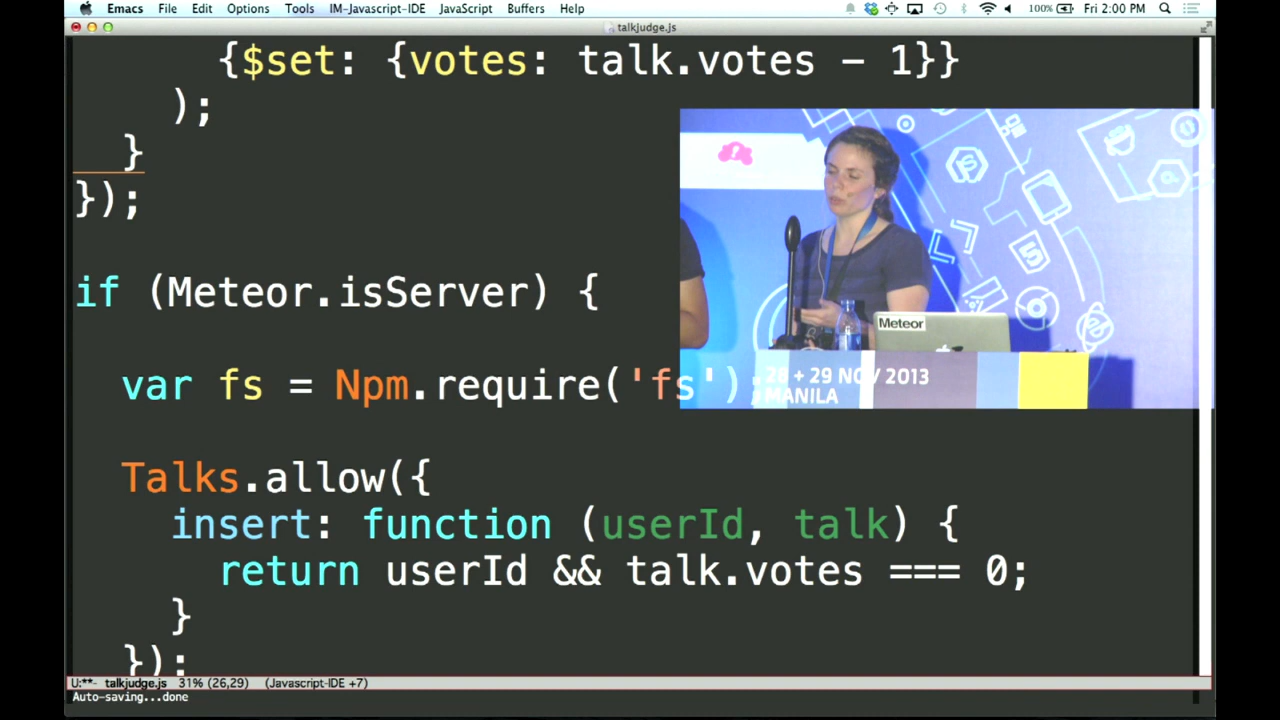 Emacs File Edit Options Tools IM-Javascript-IDE JavaScript Buffers Help 100% Fri 2:00 PM
talkjudge.js
{$set: {votes: talk.votes - 1}}
);
}
});
if (Meteor.isServer) {
Meteor
var fs = Npm.require('fs');
28 + 29 NOV 2013
MANILA
Talks.allow({
insert: function (userId, talk) {
return userId && talk.votes === 0;
}
});
U:**- talkjudge.js 31% (26,29) (Javascript-IDE +7)
Auto-saving...done